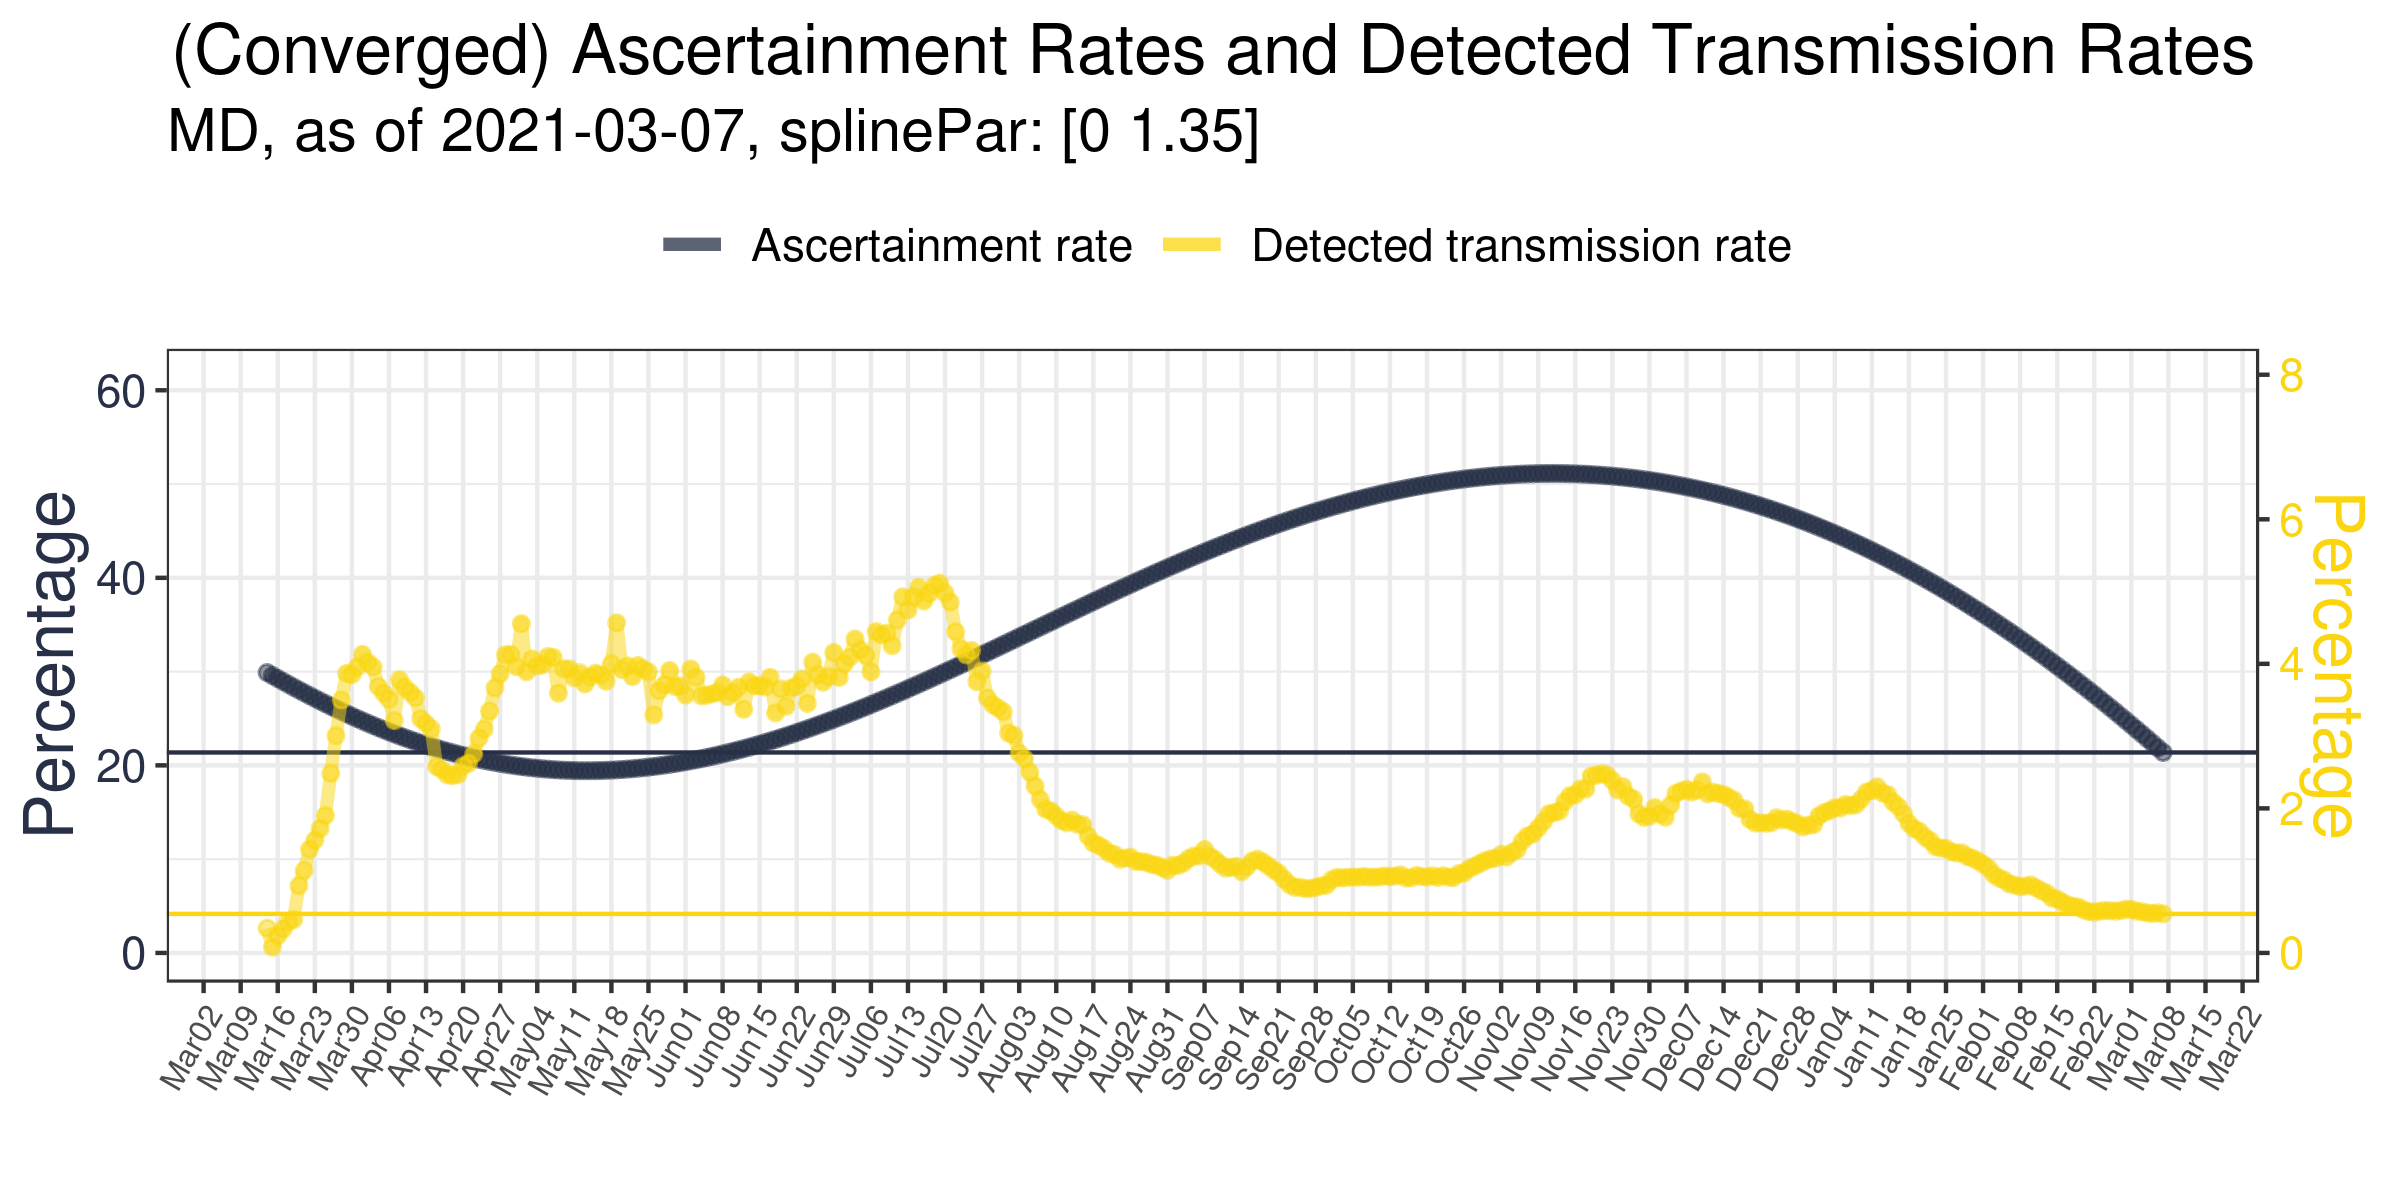 (Converged) Ascertainment Rates and Detected Transmission Rates
MD, as of 2021-03-07, splinePar: [0 1.35]
Ascertainment rate
Detected transmission rate
Percentage
60
40
20
0
8
6
4
2
0
Percentage
Mar02
Mar09
Mar16
Mar23
Mar30
Apr06
Apr13
Apr20
Apr27
May04
May11
May18
May25
Jun01
Jun08
Jun15
Jun22
Jun29
Jul06
Jul13
Jul20
Jul27
Aug03
Aug10
Aug17
Aug24
Aug31
Sep07
Sep14
Sep21
Sep28
Oct05
Oct12
Oct19
Oct26
Nov02
Nov09
Nov16
Nov23
Nov30
Dec07
Dec14
Dec21
Dec28
Jan04
Jan11
Jan18
Jan25
Feb01
Feb08
Feb15
Feb22
Mar01
Mar08
Mar15
Mar22